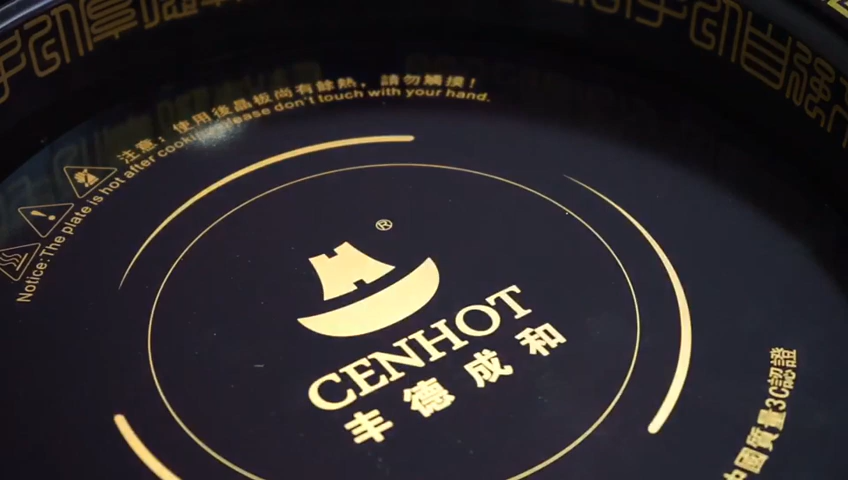 注意！使用後晶板尚有餘熱，請勿觸摸！
Notice:The plate is hot after cooking.Please don't touch with your hand.
®
CENHOT
丰德成和
中國質量3C認證